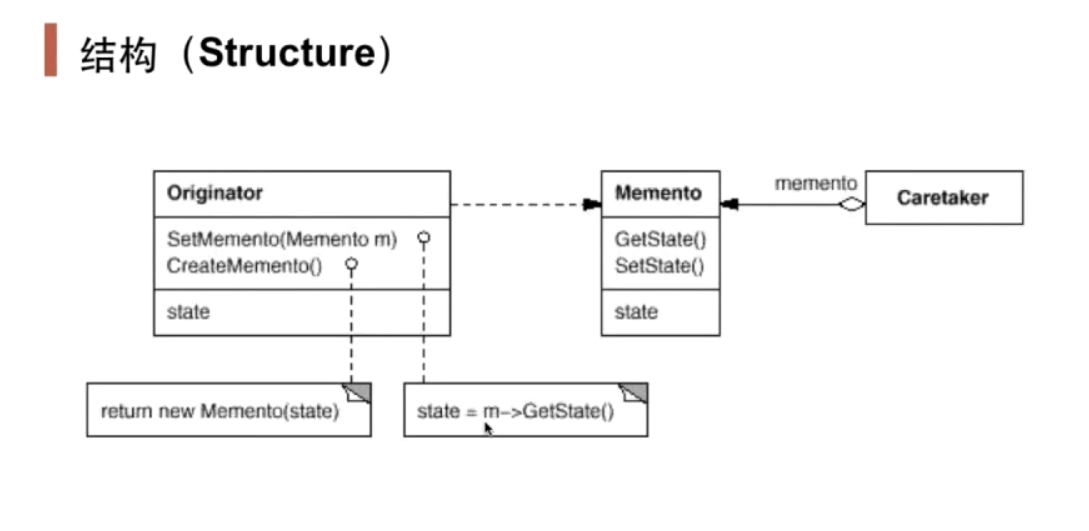 结构（Structure）
Originator
SetMemento(Memento m)
CreateMemento()
state
return new Memento(state)
state = m->GetState()
Memento
GetState()
SetState()
state
memento
Caretaker